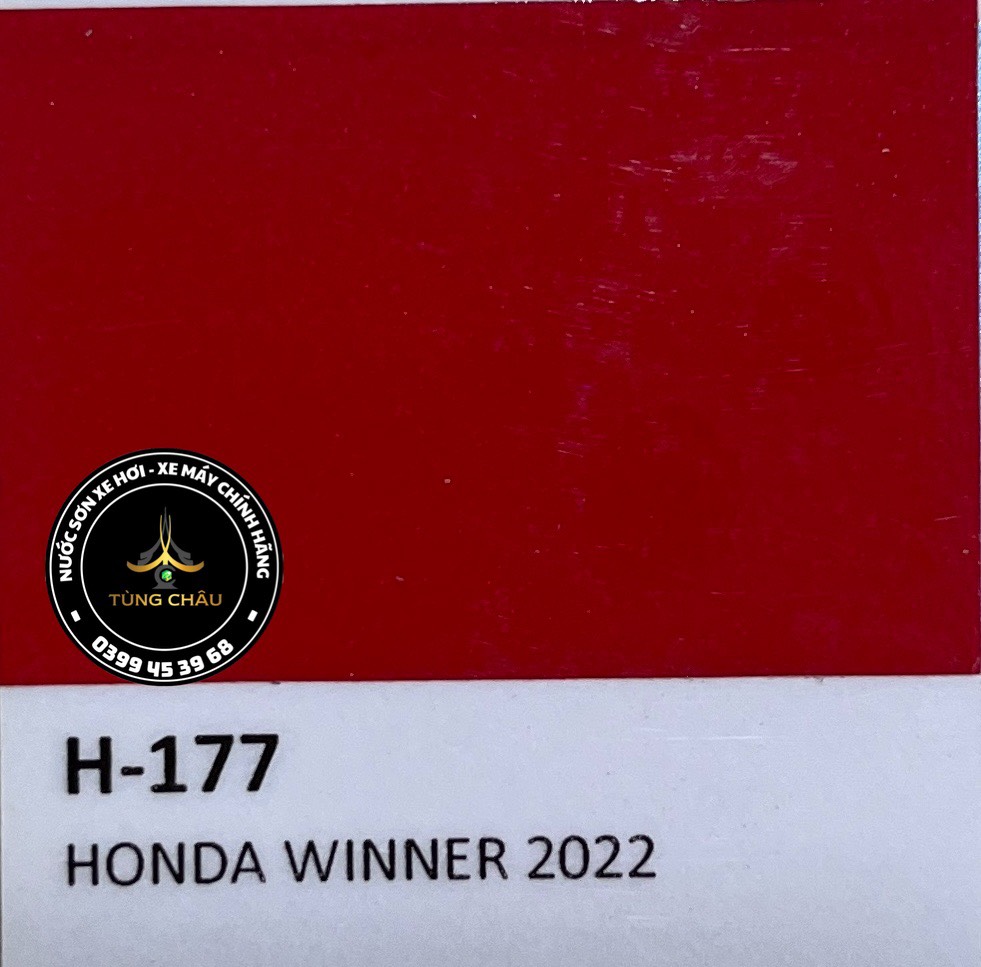 NƯỚC SƠN XE HƠI - XE MÁY CHÍNH HÃNG
TÙNG CHÂU
0399 45 39 68
H-177
HONDA WINNER 2022